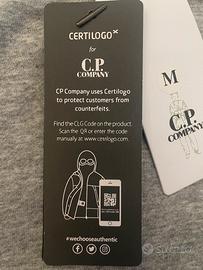 CERTILOGO
for
C.P.
COMPANY
CP Company uses Certilogo
to protect customers from
counterfeits.
Find the CLG Code on the product.
Scan the QR or enter the code
manually at www.certilogo.com
#wechooseauthentic
M
C.P.
COMPANY